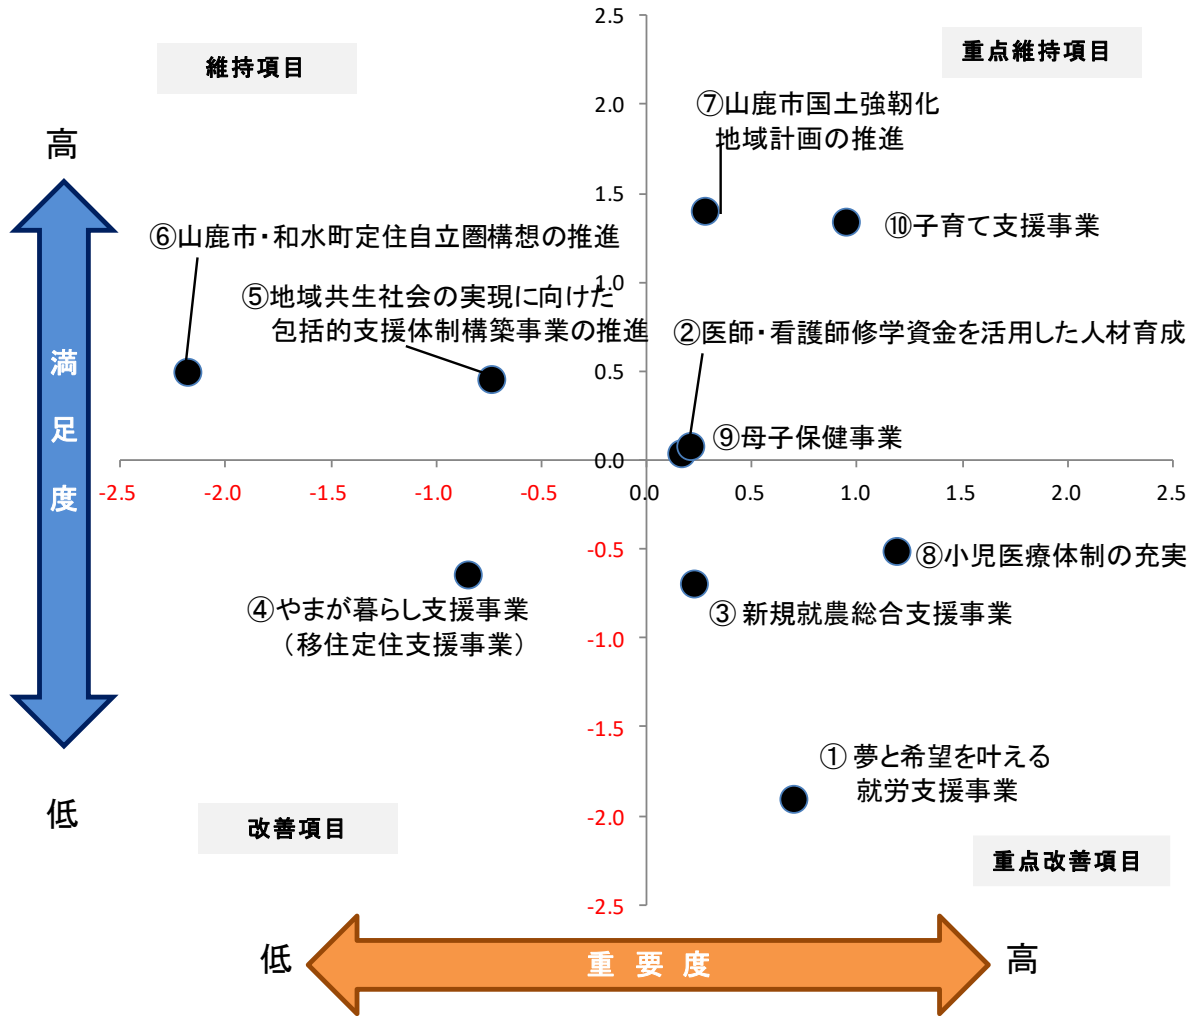 維持項目
重点維持項目
高
満足度
低
2.5
2.0
1.5
1.0
0.5
0.0
-0.5
-1.0
-1.5
-2.0
-2.5
⑦山鹿市国土強靭化
地域計画の推進
⑩子育て支援事業
⑥山鹿市・和水町定住自立圏構想の推進
⑤地域共生社会の実現に向けた
包括的支援体制構築事業の推進
②医師・看護師修学資金を活用した人材育成
⑨母子保健事業
-2.5 -2.0 -1.5 -1.0 -0.5 0.0 0.5 1.0 1.5 2.0 2.5
⑧小児医療体制の充実
④やまが暮らし支援事業
（移住定住支援事業）
③新規就農総合支援事業
①夢と希望を叶える
就労支援事業
改善項目
重点改善項目
低 重要度 高